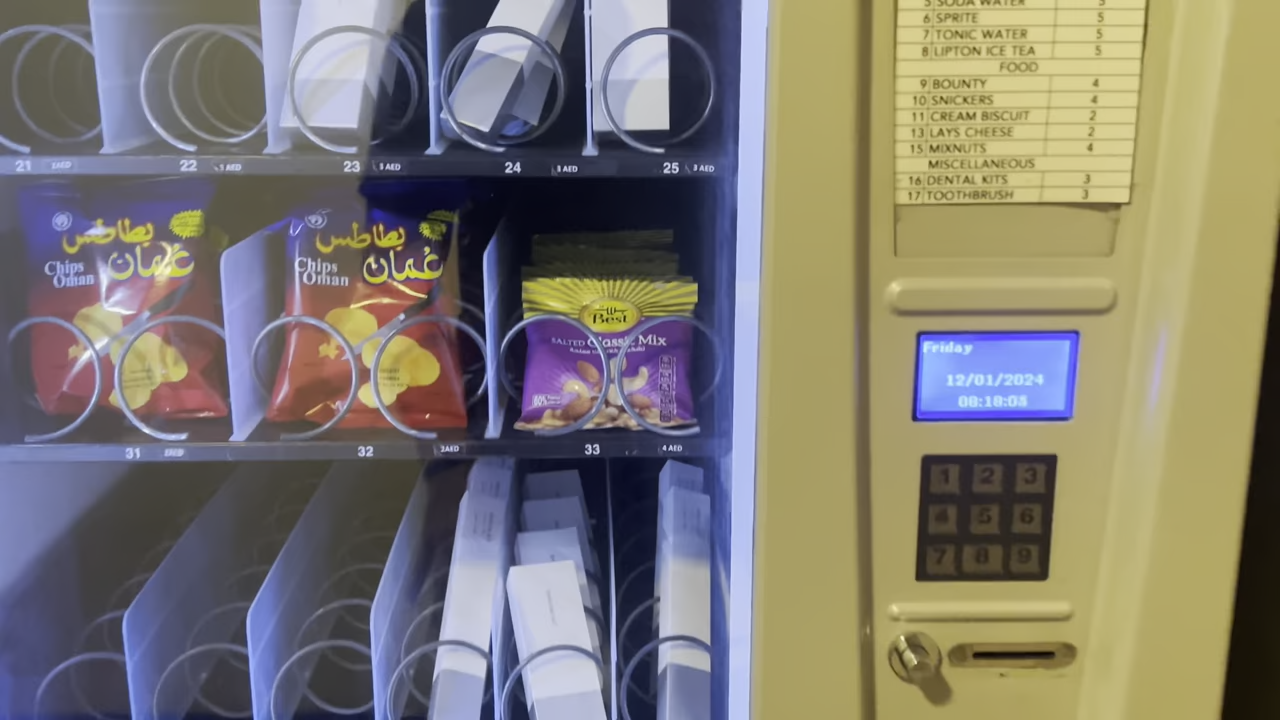 5 SODA WATER 5
6 SPRITE 5
7 TONIC WATER 5
8 LIPTON ICE TEA 5
FOOD
9 BOUNTY 4
10 SNICKERS 4
11 CREAM BISCUIT 2
13 LAYS CHEESE 2
15 MIXNUTS 4
MISCELLANEOUS
16 DENTAL KITS 3
17 TOOTHBRUSH 3
21 22 23 3 AED 24 3 AED 25 3 AED
بطاطس
عُمان
Chips
Oman
بطاطس
عُمان
Chips
Oman
Best
SALTED Classic Mix
31 32 2AED 33 4 AED
Friday
12/01/2024
08:18:05
1 2 3
4 5 6
7 8 9